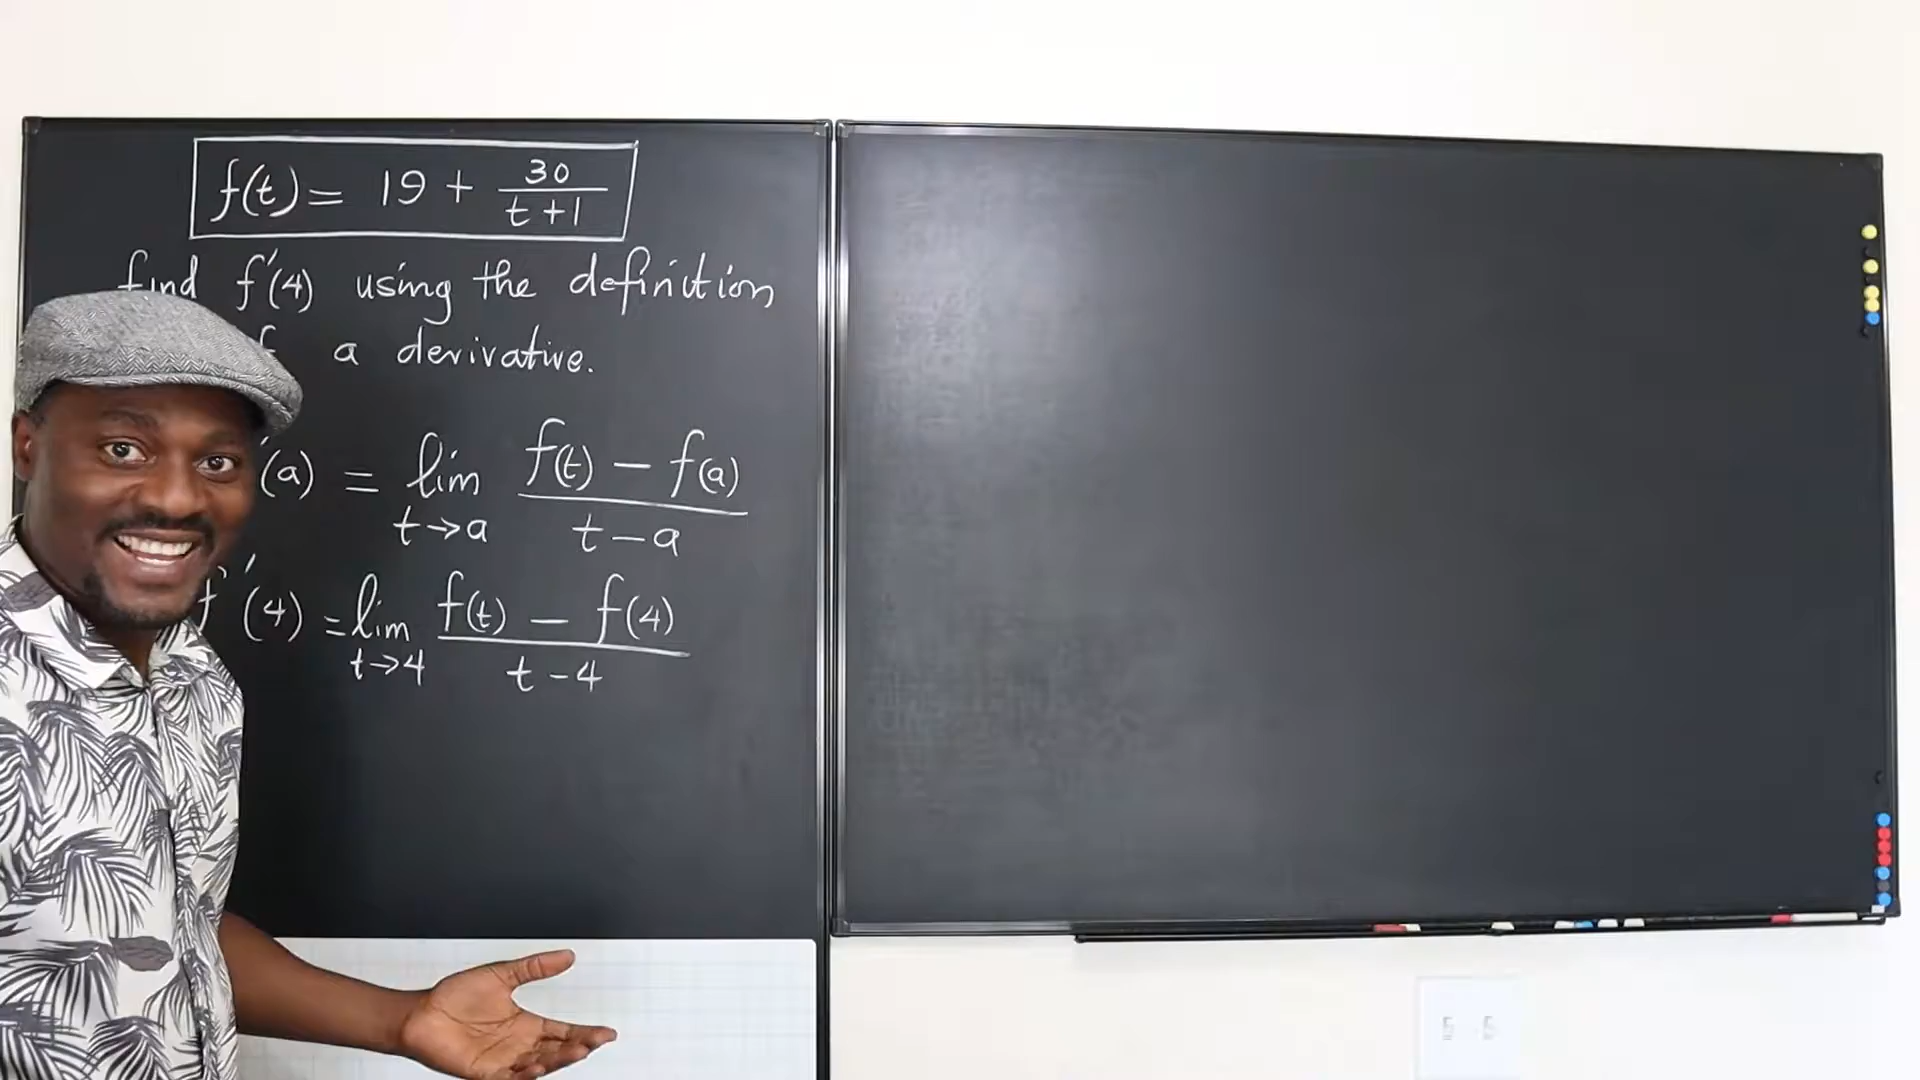 f(t) = 19 + 30/(t+1)
find f'(4) using the definition
a derivative.
'(a) = lim t→a (f(t) - f(a))/(t-a)
f'(4) = lim t→4 (f(t) - f(4))/(t-4)